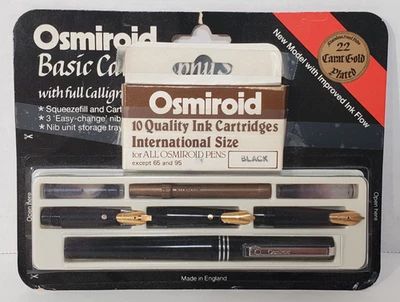 Osmiroid
Basic Ca
with full Calligr
★ Squeezefill and Cart
★ 3 'Easy-change' nib
★ Nib unit storage tray
New Model with Improved Ink Flow
22
Carat Gold
Plated
Osmiroid
10 Quality Ink Cartridges
International Size
for ALL OSMIROID PENS
except 65 and 95
BLACK
Open here
Open here
Made in England